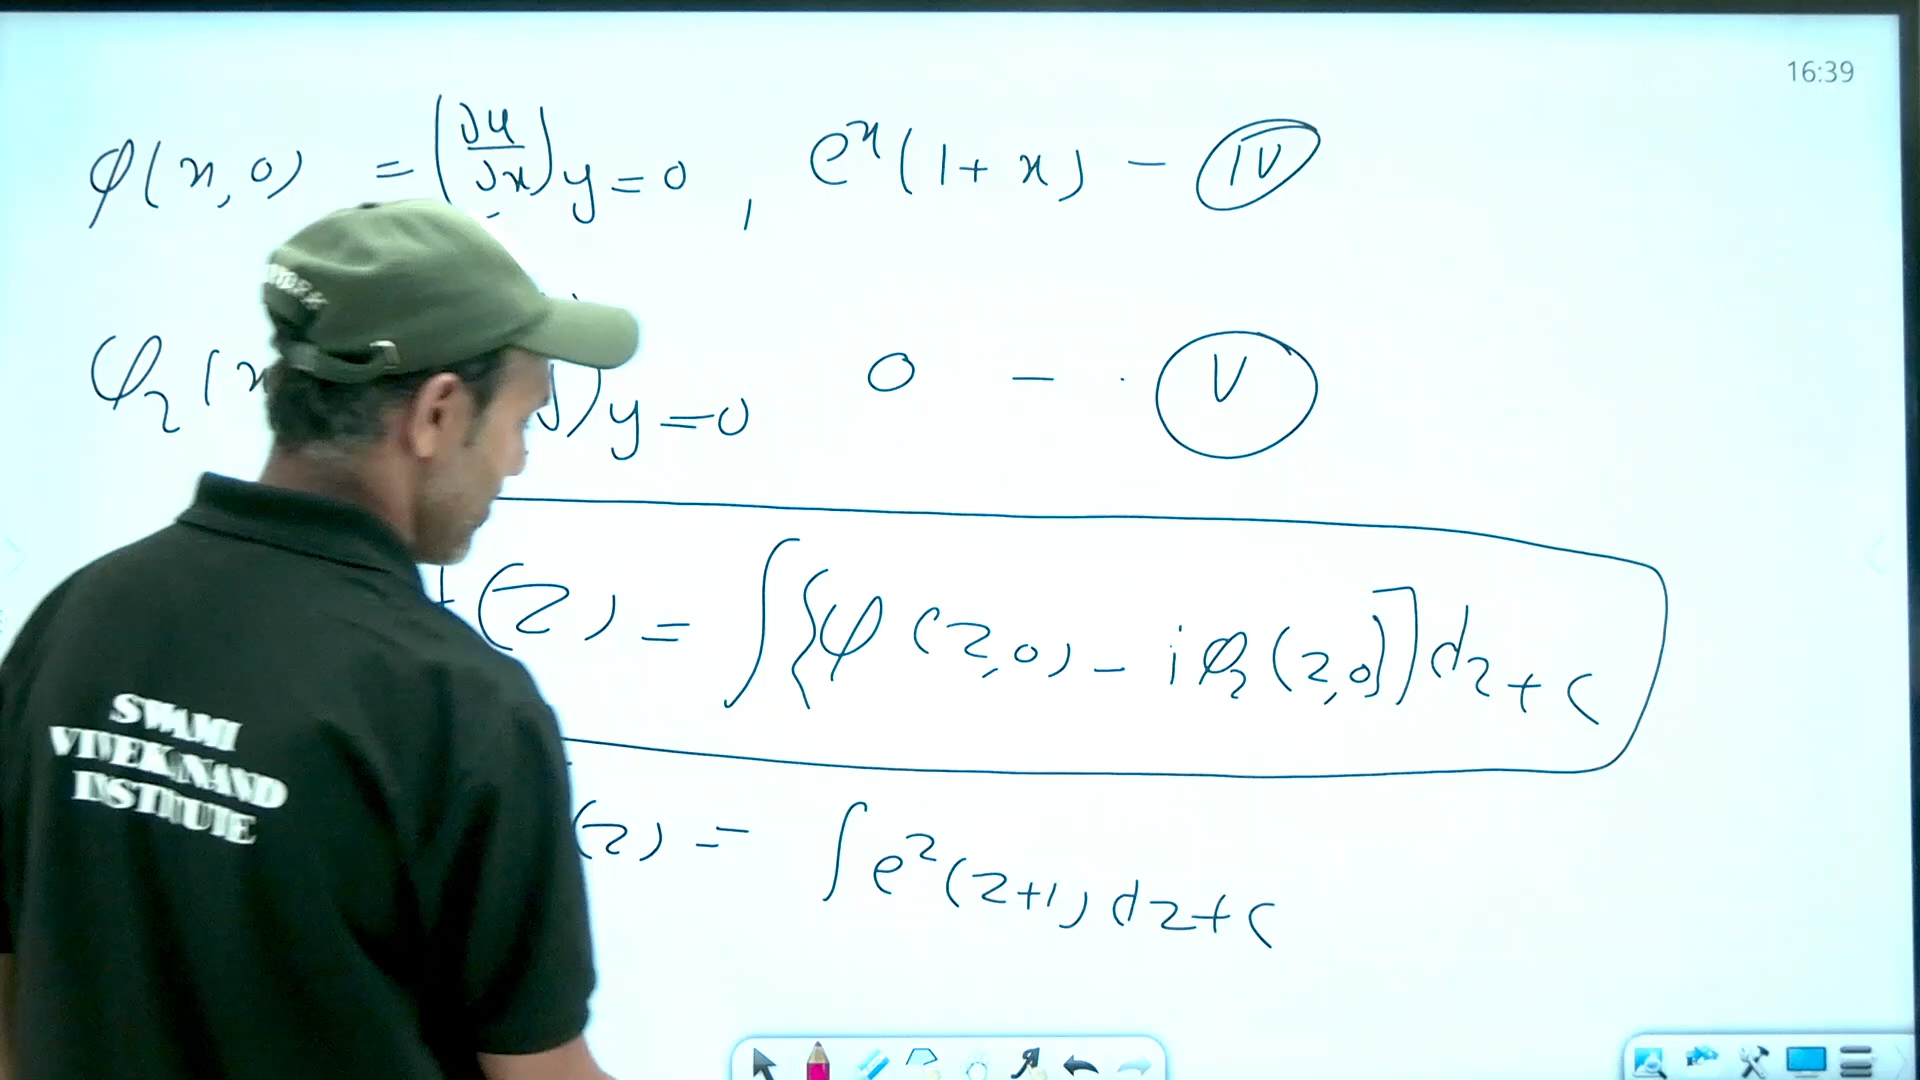 16:39
φ(x,0) = (∂u/∂x)y=0 , e^x(1+x) - IV
φ2(x )y=0 0 - V
(z) = ∫{φ(z,0) - iφ2(z,0)]dz+c
(z) = ∫e^z(z+1)dz+c
SWAMI
VIVEKANAND
INSTITUTE